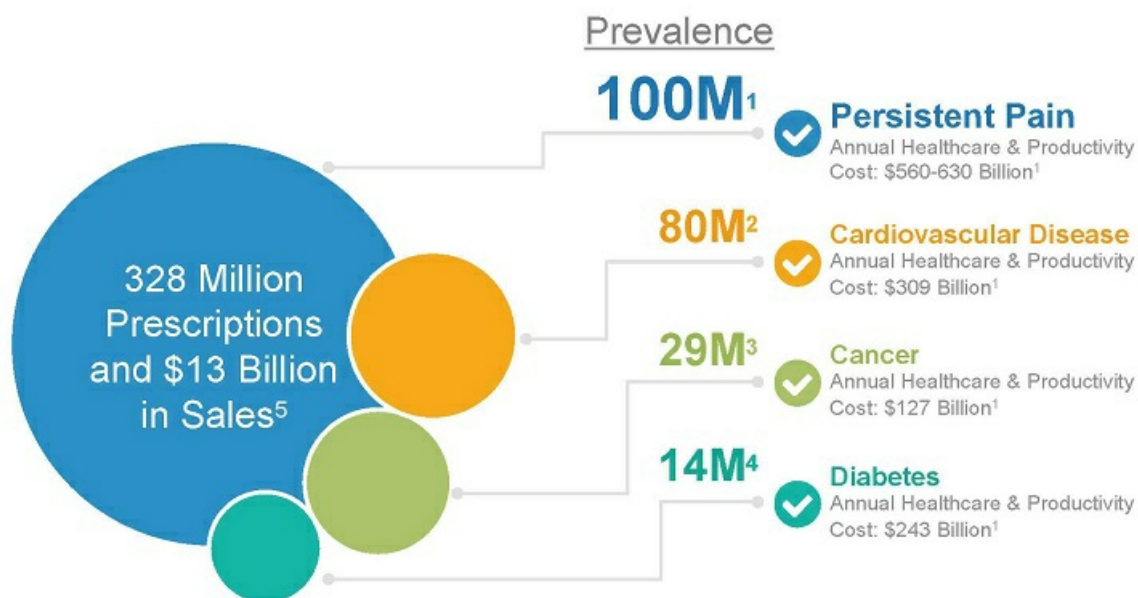 Prevalence
328 Million
Prescriptions
and $13 Billion
in Sales⁵
100M¹
Persistent Pain
Annual Healthcare & Productivity
Cost: $560-630 Billion¹
80M²
Cardiovascular Disease
Annual Healthcare & Productivity
Cost: $309 Billion¹
29M³
Cancer
Annual Healthcare & Productivity
Cost: $127 Billion¹
14M⁴
Diabetes
Annual Healthcare & Productivity
Cost: $243 Billion¹